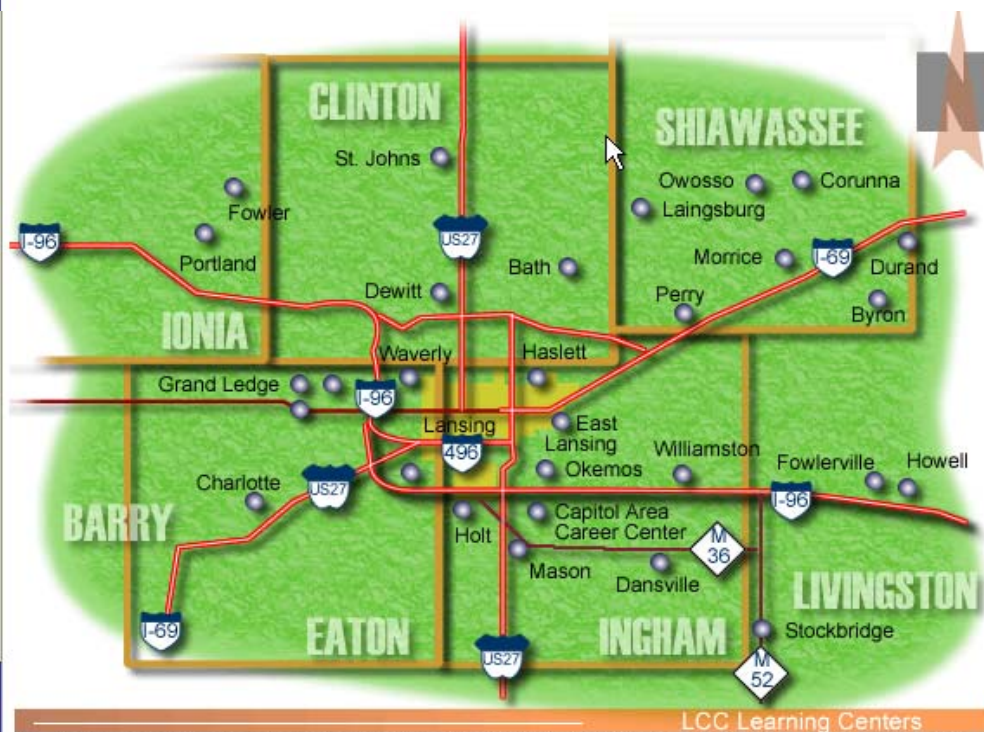 CLINTON
SHIAWASSEE
N
St. Johns
Owosso
Corunna
Fowler
Laingsburg
I-96
US27
Portland
Bath
Morrice
I-69
Durand
Dewitt
Perry
Byron
IONIA
Waverly
Haslett
Grand Ledge
I-96
Lansing
East
Lansing
496
Williamston
Okemos
Fowlerville
Howell
Charlotte
US27
I-96
BARRY
Capitol Area
Career Center
Holt
M
36
Mason
Dansville
LIVINGSTON
I-69
EATON
NGHAM
Stockbridge
US27
M
52
LCC Learning Centers